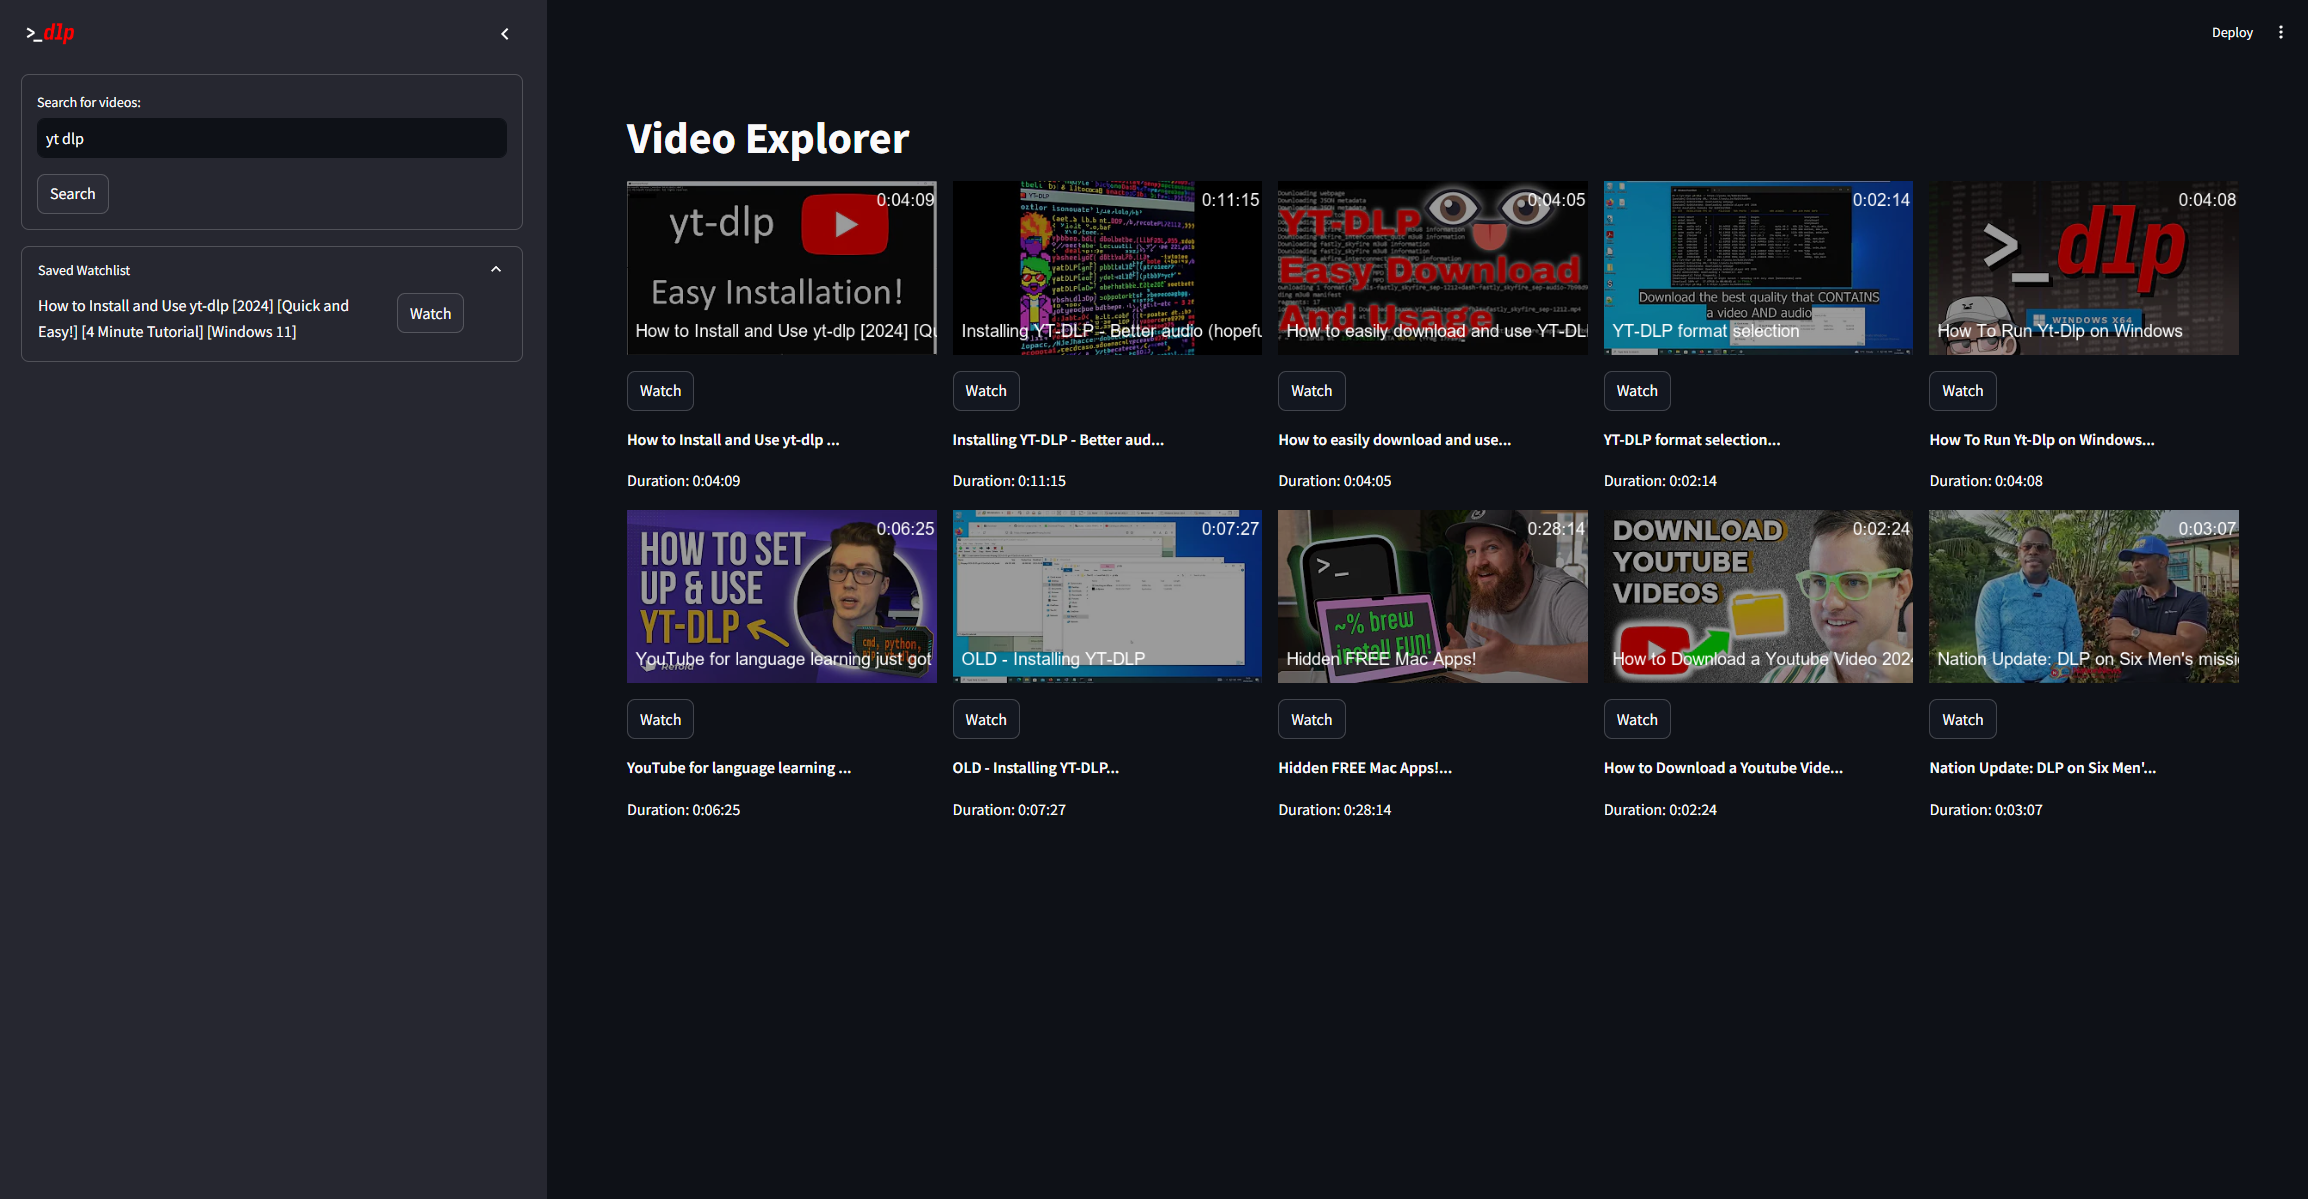 >_dlp
Search for videos:
yt dlp
Search
Saved Watchlist
How to Install and Use yt-dlp [2024] [Quick and
Easy!] [4 Minute Tutorial] [Windows 11]
Watch
Deploy
Video Explorer
0:04:09
yt-dlp
Easy Installation!
How to Install and Use yt-dlp [2024] [Qu
0:11:15
YT-DLP
Installing YT-DLP - Better audio (hopefu
0:04:05
Downloading webpage
YT-DLP
Easy Download
And Usage
How to easily download and use YT-DL
0:02:14
Download the best quality that CONTAINS
a video AND audio
YT-DLP format selection
0:04:08
>_dlp
WINDOWS X64
How To Run Yt-Dlp on Windows
Watch
Watch
Watch
Watch
Watch
How to Install and Use yt-dlp ...
Installing YT-DLP - Better aud...
How to easily download and use...
YT-DLP format selection...
How To Run Yt-Dlp on Windows...
Duration: 0:04:09
Duration: 0:11:15
Duration: 0:04:05
Duration: 0:02:14
Duration: 0:04:08
0:06:25
HOW TO SET
UP & USE
YT-DLP
cmd, python,
Refold
YouTube for language learning just got
0:07:27
OLD - Installing YT-DLP
0:28:14
>_
~% brew
install FUN!
Hidden FREE Mac Apps!
0:02:24
DOWNLOAD
YOUTUBE
VIDEOS
How to Download a Youtube Video 202
0:03:07
Nation Update: DLP on Six Men's missi
Watch
Watch
Watch
Watch
Watch
YouTube for language learning ...
OLD - Installing YT-DLP...
Hidden FREE Mac Apps!...
How to Download a Youtube Vide...
Nation Update: DLP on Six Men'...
Duration: 0:06:25
Duration: 0:07:27
Duration: 0:28:14
Duration: 0:02:24
Duration: 0:03:07